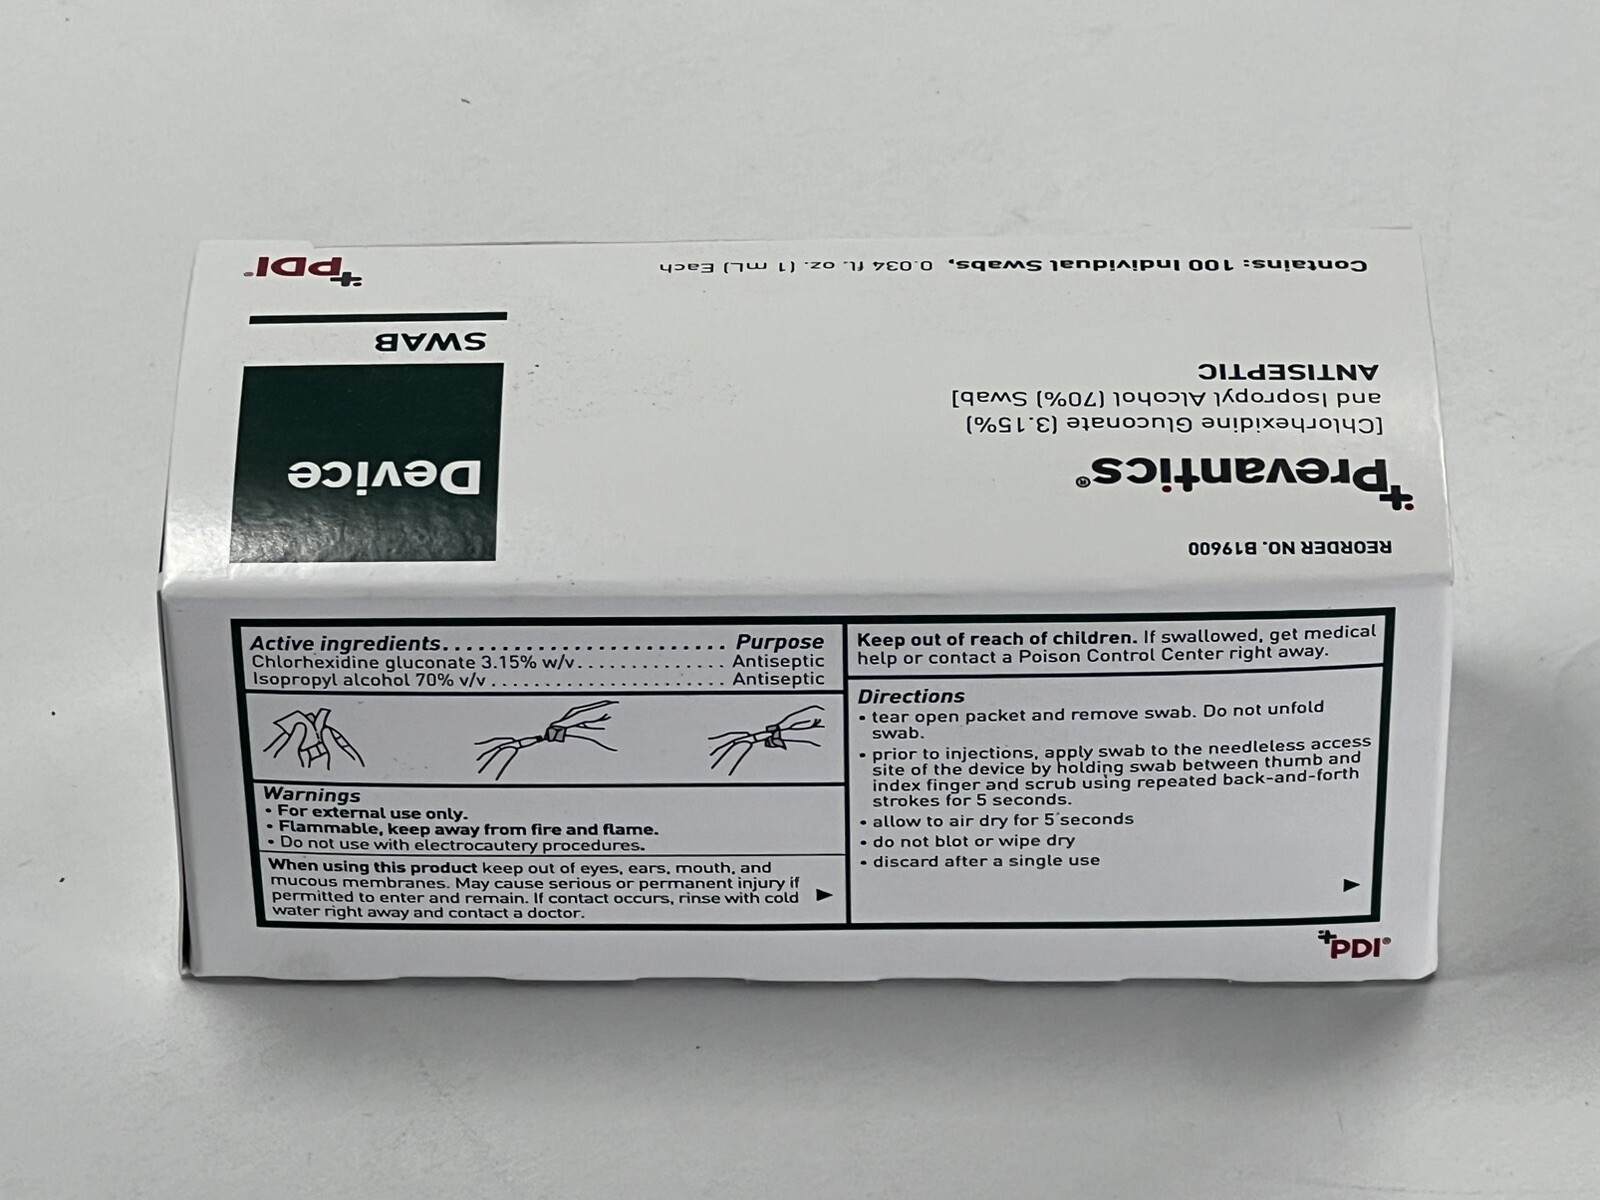 REORDER NO. B19600
Prevantics®
[Chlorhexidine Gluconate (3.15%)
and Isopropyl Alcohol (70%) Swab]
ANTISEPTIC
Contains: 100 Individual Swabs, 0.034 fl. oz. (1 mL) Each
Device
SWAB
PDI®
Active ingredients........................... Purpose
Chlorhexidine gluconate 3.15% w/v.............. Antiseptic
Isopropyl alcohol 70% v/v...................... Antiseptic
Warnings
• For external use only.
• Flammable, keep away from fire and flame.
• Do not use with electrocautery procedures.
When using this product keep out of eyes, ears, mouth, and
mucous membranes. May cause serious or permanent injury if
permitted to enter and remain. If contact occurs, rinse with cold
water right away and contact a doctor.
Keep out of reach of children. If swallowed, get medical
help or contact a Poison Control Center right away.
Directions
• tear open packet and remove swab. Do not unfold
swab.
• prior to injections, apply swab to the needleless access
site of the device by holding swab between thumb and
index finger and scrub using repeated back-and-forth
strokes for 5 seconds.
• allow to air dry for 5 seconds
• do not blot or wipe dry
• discard after a single use
PDI®